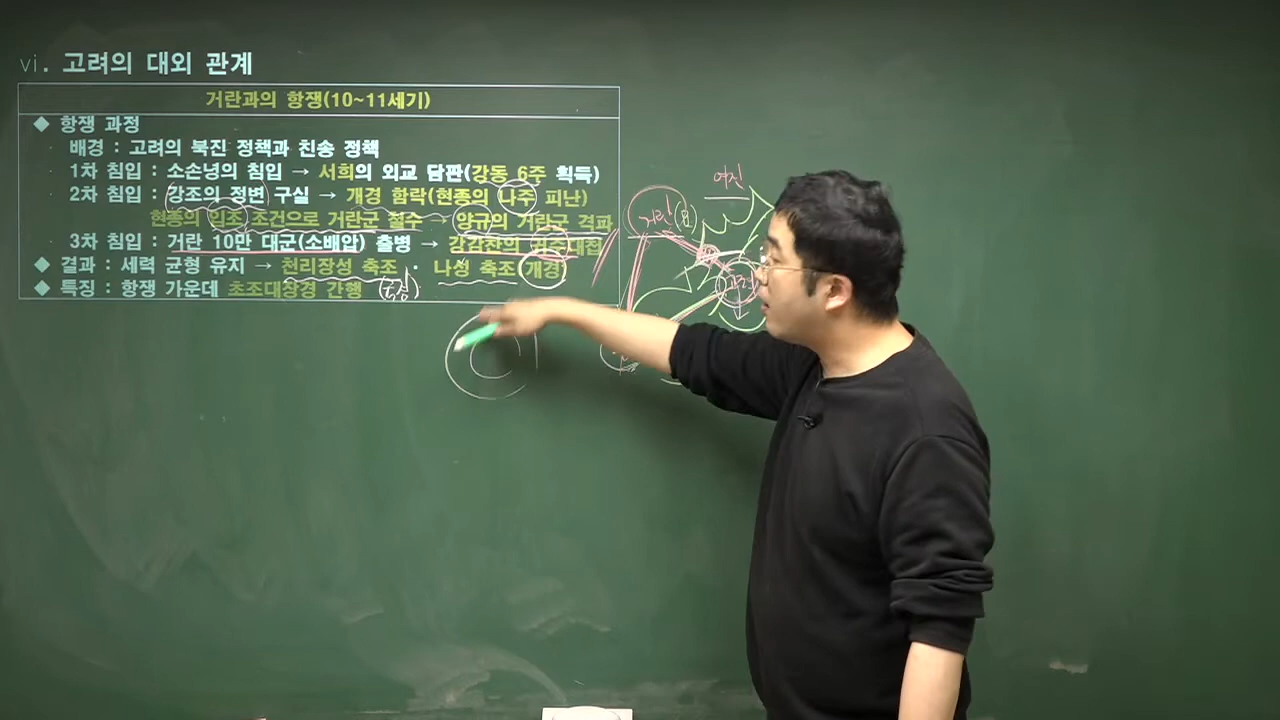 vi. 고려의 대외 관계
거란과의 항쟁(10~11세기)
◆ 항쟁 과정
· 배경 : 고려의 북진 정책과 친송 정책
· 1차 침입 : 소손녕의 침입 → 서희의 외교 담판(강동 6주 획득)
· 2차 침입 : 강조의 정변 구실 → 개경 함락(현종의 나주 피난)
현종의 입조 조건으로 거란군 철수 → 양규의 거란군 격파
· 3차 침입 : 거란 10만 대군(소배압) 출병 → 강감찬의 귀주대첩
◆ 결과 : 세력 균형 유지 → 천리장성 축조 · 나성 축조(개경)
◆ 특징 : 항쟁 가운데 초조대장경 간행
여진
거란
고려